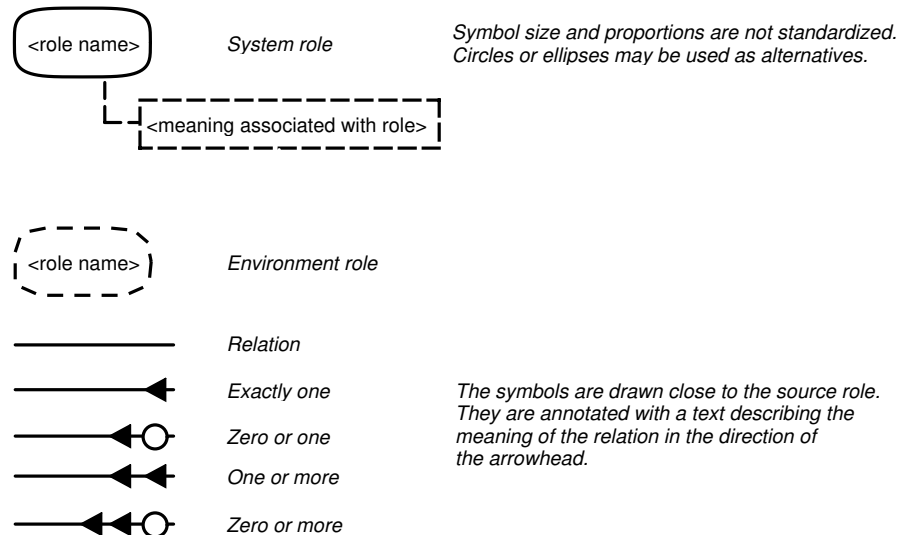 <role name>
System role
Symbol size and proportions are not standardized.
Circles or ellipses may be used as alternatives.
<meaning associated with role>
<role name>
Environment role
Relation
Exactly one
Zero or one
One or more
Zero or more
The symbols are drawn close to the source role.
They are annotated with a text describing the
meaning of the relation in the direction of
the arrowhead.